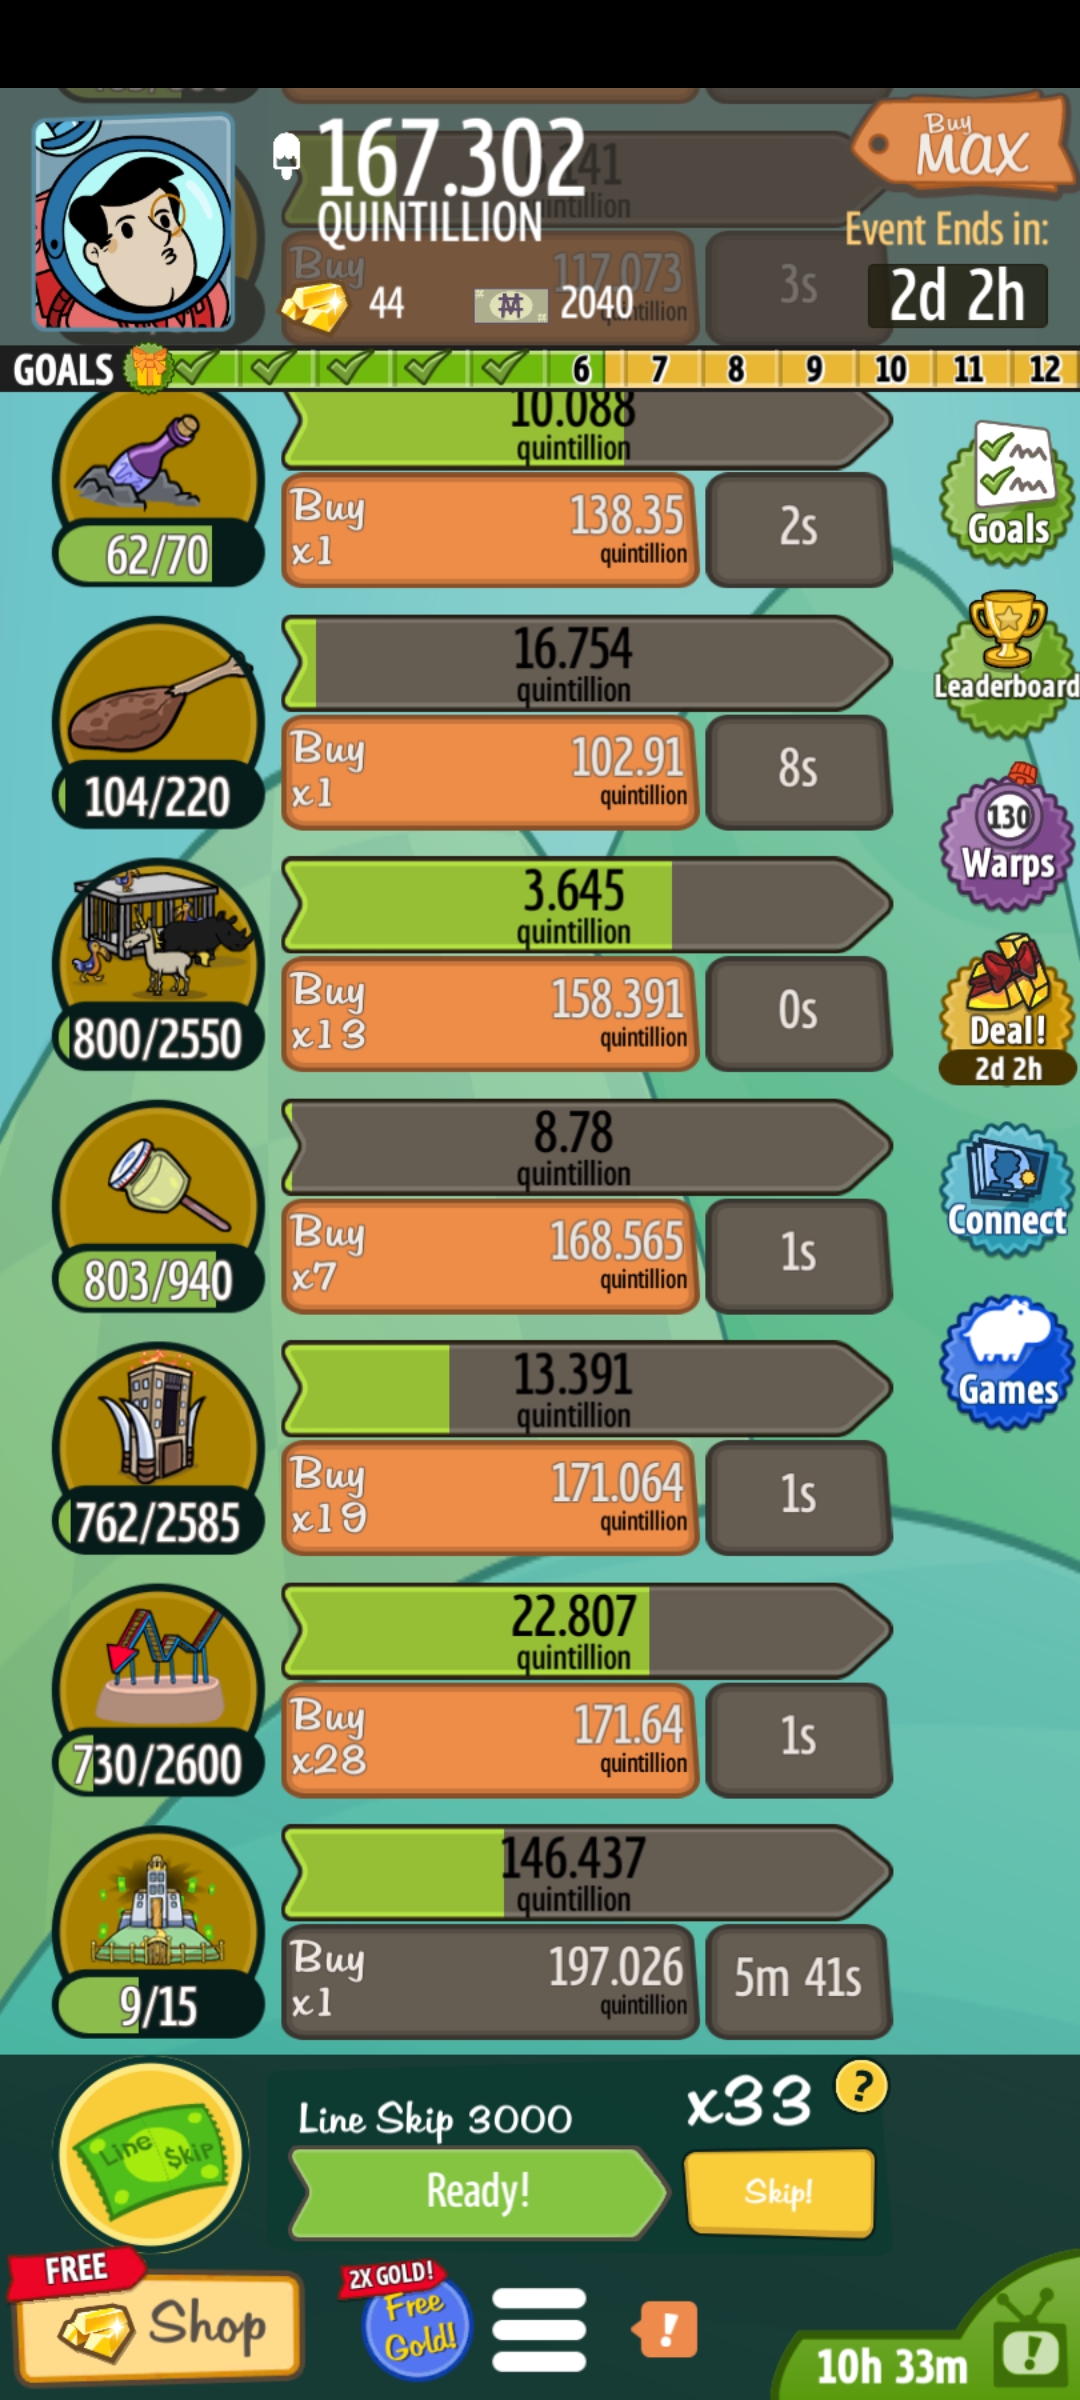 167.302
QUINTILLION
Buy
MAX
Event Ends in:
2d 2h
44
2040
Buy
117.073
3s
GOALS
6 7 8 9 10 11 12
10.088
quintillion
Buy
x1
138.35
quintillion
2s
62/70
Goals
Leaderboard
16.754
quintillion
Buy
x1
102.91
quintillion
8s
104/220
130
Warps
3.645
quintillion
Buy
x13
158.391
quintillion
0s
800/2550
Deal!
2d 2h
8.78
quintillion
Buy
x7
168.565
quintillion
1s
803/940
Connect
13.391
quintillion
Buy
x19
171.064
quintillion
1s
762/2585
Games
22.807
quintillion
Buy
x28
171.64
quintillion
1s
730/2600
146.437
quintillion
Buy
x1
197.026
quintillion
5m 41s
9/15
Line $kip
Line Skip 3000
x33
?
Ready!
Skip!
FREE
Shop
2X GOLD!
Free
Gold!
!
10h 33m
!